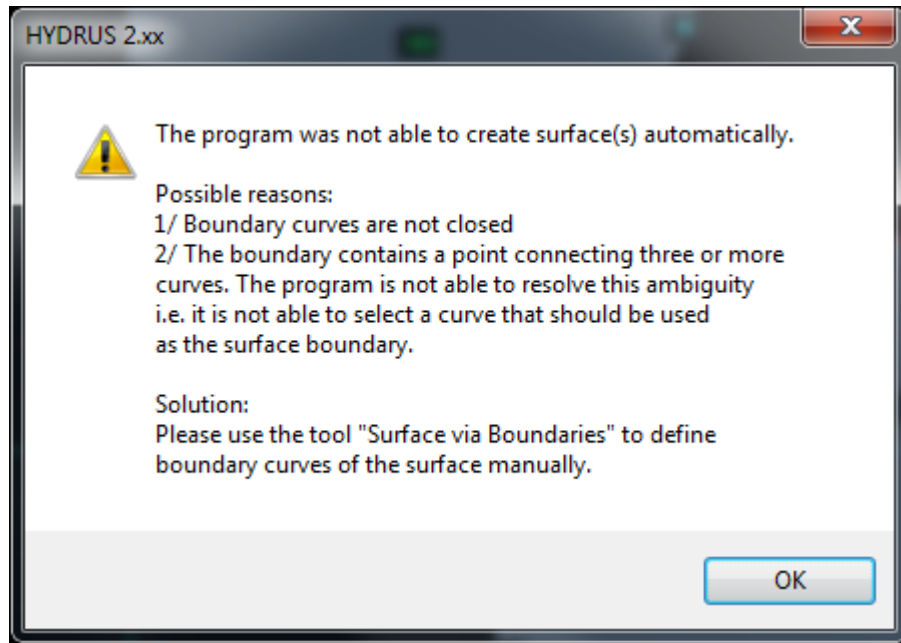 HYDRUS 2.xx
The program was not able to create surface(s) automatically.
Possible reasons:
1/ Boundary curves are not closed
2/ The boundary contains a point connecting three or more
curves. The program is not able to resolve this ambiguity
i.e. it is not able to select a curve that should be used
as the surface boundary.
Solution:
Please use the tool "Surface via Boundaries" to define
boundary curves of the surface manually.
OK